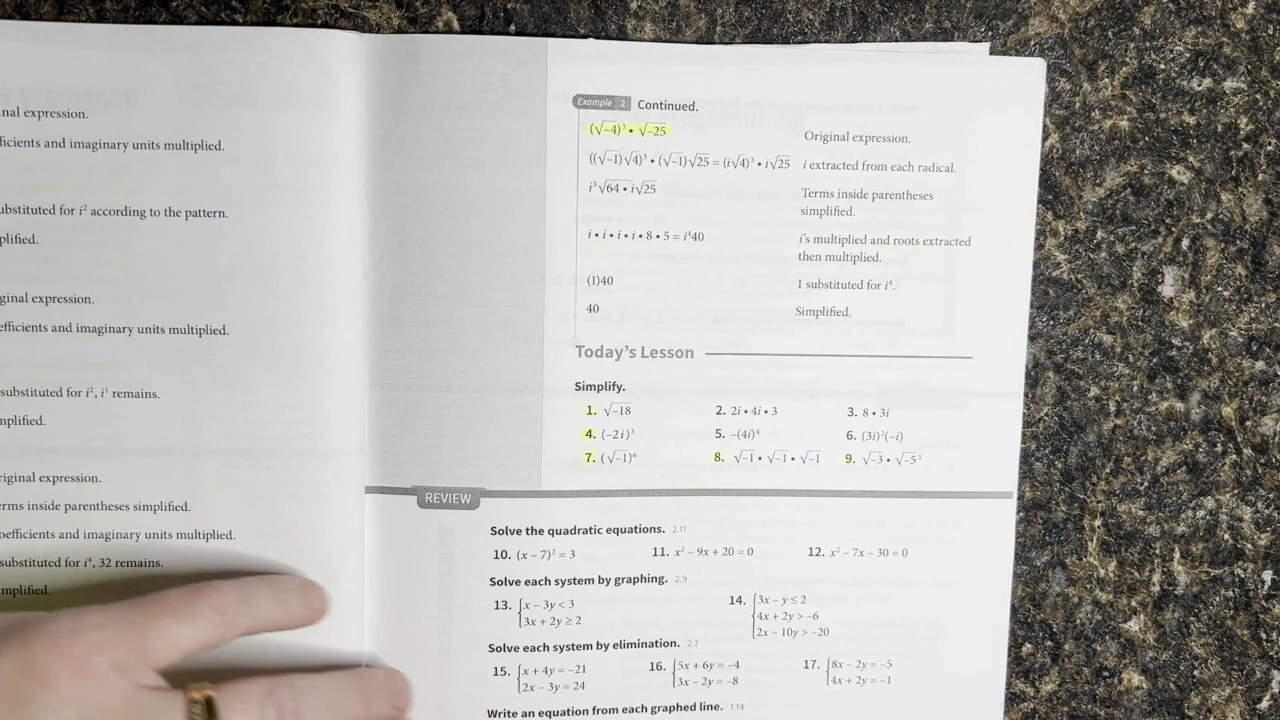 nal expression.
ficients and imaginary units multiplied.
ubstituted for i² according to the pattern.
plified.
ginal expression.
efficients and imaginary units multiplied.
substituted for i², i¹ remains.
mplified.
riginal expression.
erms inside parentheses simplified.
oefficients and imaginary units multiplied.
substituted for i⁴, 32 remains.
mplified.
Example 2 Continued.
(√-4)³ • √-25 Original expression.
((√-1)√4)³ • (√-1)√25 = (i√4)³ • i√25 i extracted from each radical.
i³√64 • i√25 Terms inside parentheses
simplified.
i • i • i • i • 8 • 5 = i⁴40 i's multiplied and roots extracted
then multiplied.
(1)40 1 substituted for i⁴.
40 Simplified.
Today's Lesson
Simplify.
1. √-18 2. 2i • 4i • 3 3. 8 • 3i
4. (-2i)³ 5. -(4i)⁴ 6. (3i)²(-i)
7. (√-1)⁶ 8. √-1 • √-1 • √-1 9. √-3 • √-5³
REVIEW
Solve the quadratic equations. 2.11
10. (x - 7)² = 3 11. x² - 9x + 20 = 0 12. x² - 7x - 30 = 0
Solve each system by graphing. 2.9
13. {x - 3y < 3 14. {3x - y ≤ 2
3x + 2y ≥ 2 4x + 2y > -6
2x - 10y > -20
Solve each system by elimination. 2.7
15. {x + 4y = -21 16. {5x + 6y = -4 17. {8x - 2y = -5
2x - 3y = 24 3x - 2y = -8 4x + 2y = -1
Write an equation from each graphed line. 1.14